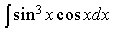 ∫sin³ x cos xdx